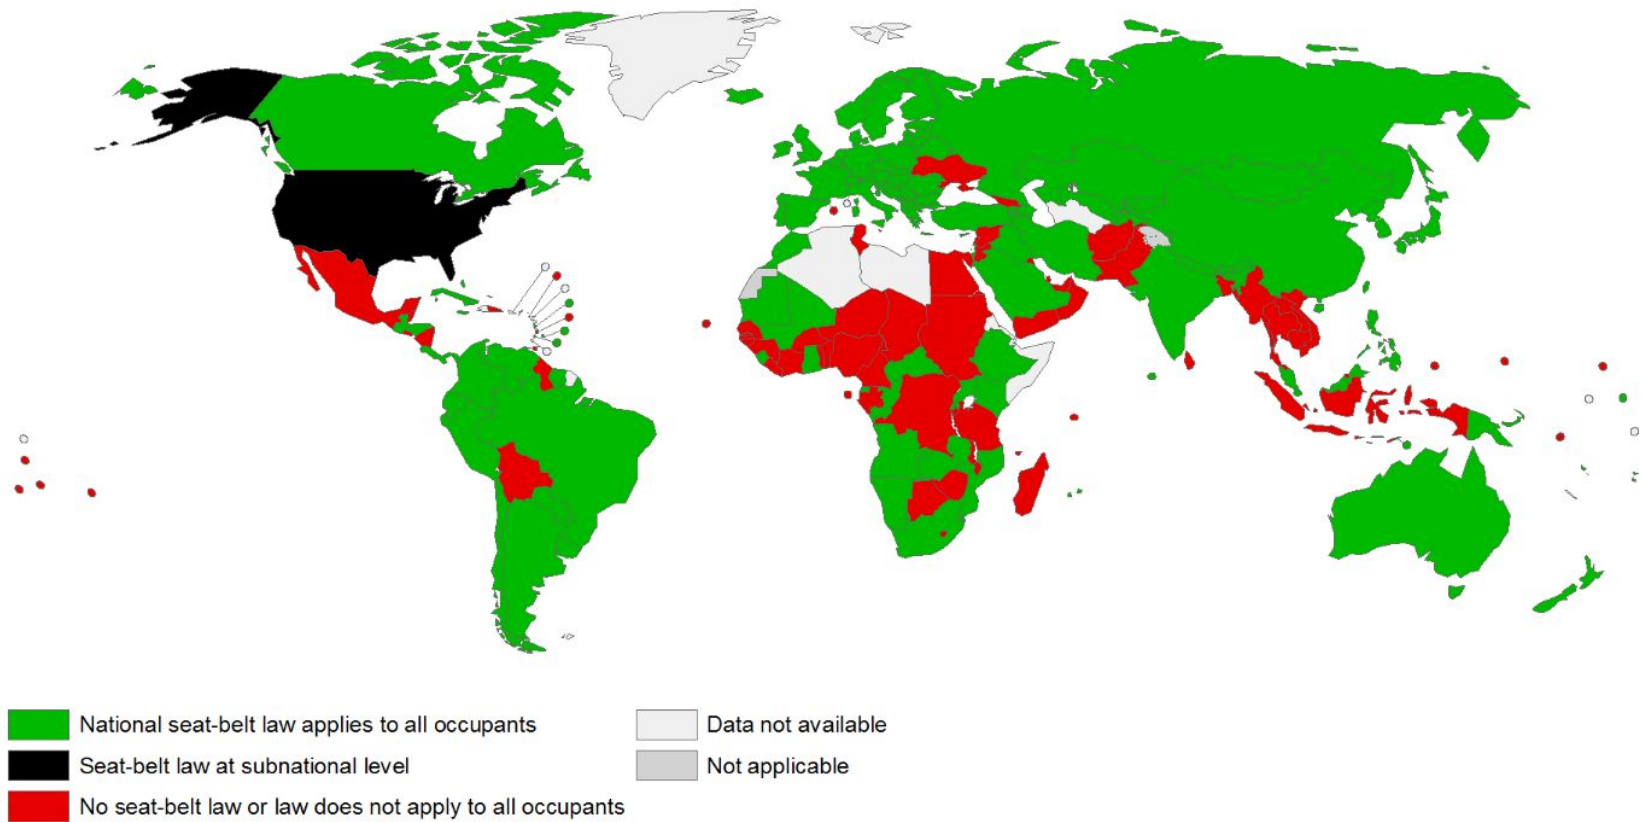 National seat-belt law applies to all occupants
Seat-belt law at subnational level
No seat-belt law or law does not apply to all occupants
Data not available
Not applicable